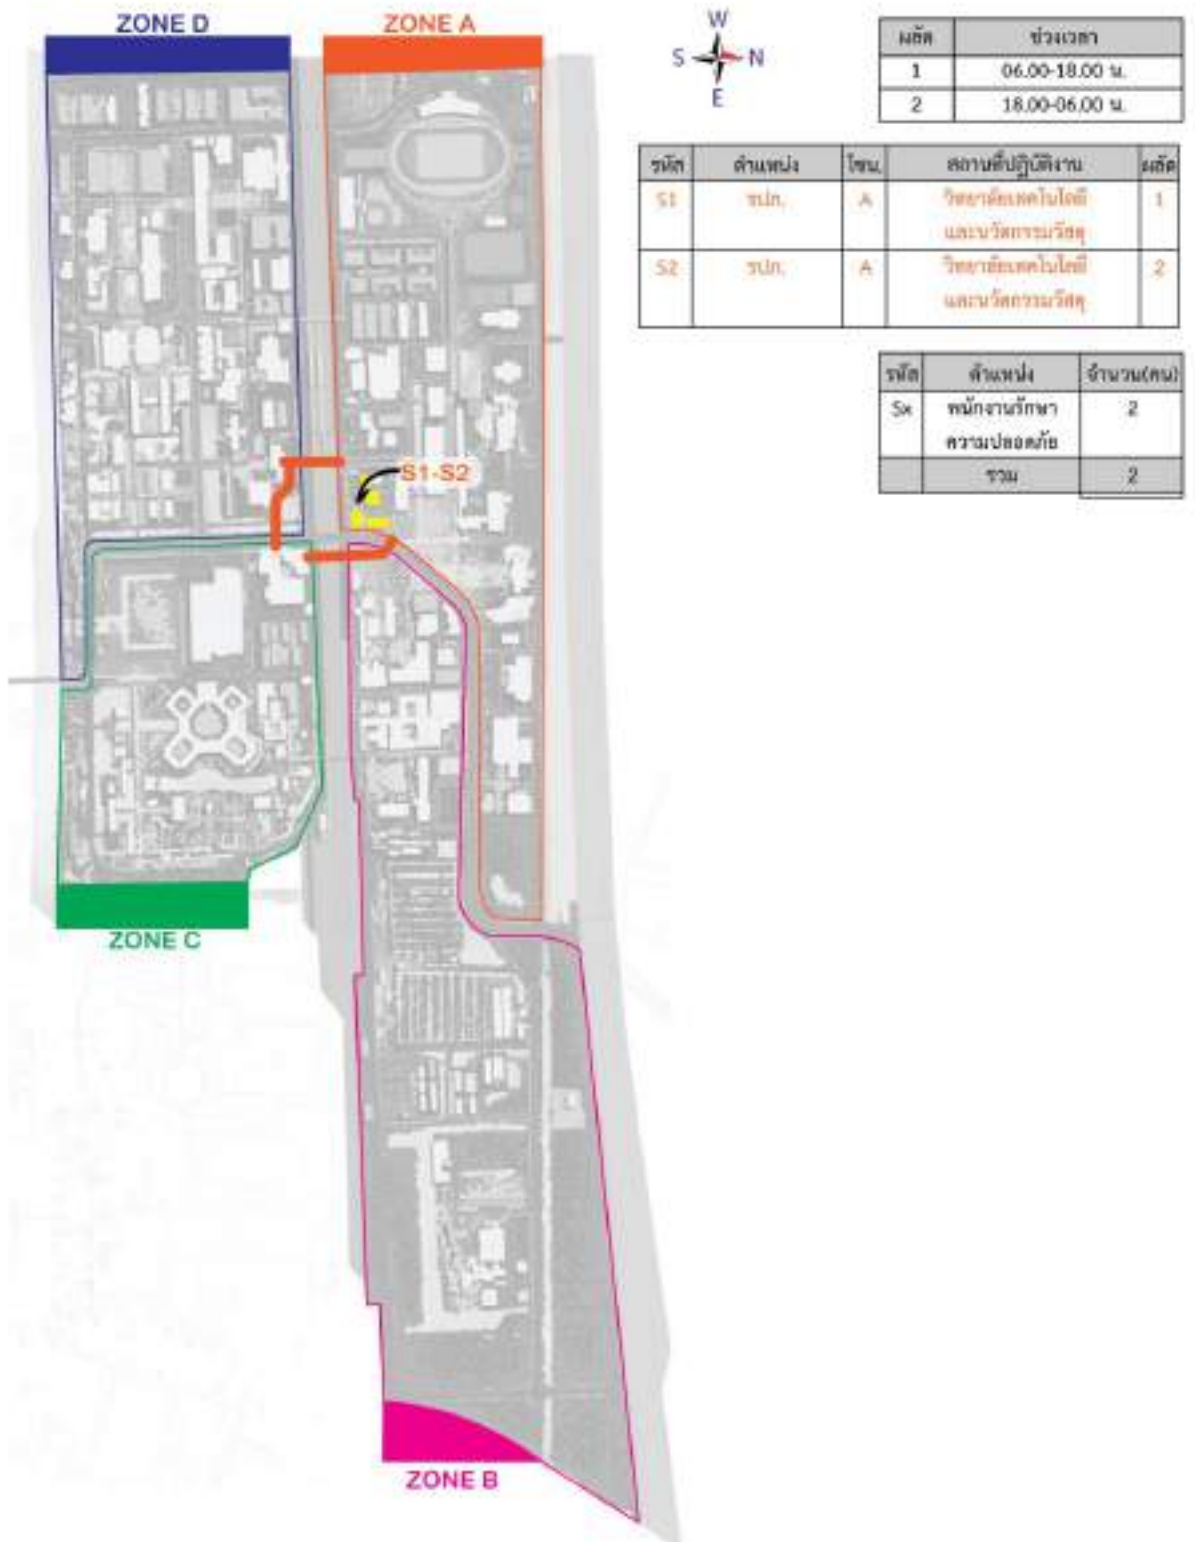 ZONE D
ZONE A
W
S N
E
ผลัด ช่วงเวลา
1 06.00-18.00 น.
2 18.00-06.00 น.
รหัส ตำแหน่ง โซน. สถานที่ปฏิบัติงาน ผลัด
S1 รปภ. A วิทยาลัยเทคโนโลยี 1
และนวัตกรรมวัสดุ
S2 รปภ. A วิทยาลัยเทคโนโลยี 2
และนวัตกรรมวัสดุ
รหัส ตำแหน่ง จำนวน(คน)
Sx พนักงานรักษา 2
ความปลอดภัย
รวม 2
S1-S2
ZONE C
ZONE B